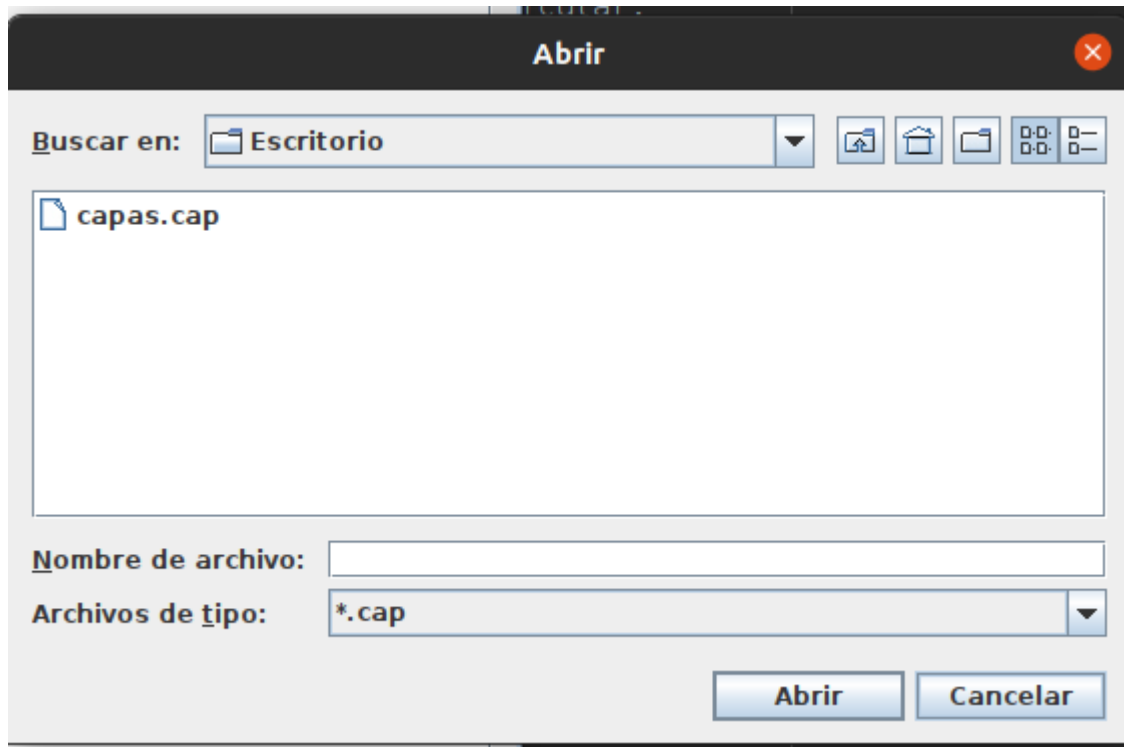 Abrir
Buscar en: Escritorio
capas.cap
Nombre de archivo:
Archivos de tipo: *.cap
Abrir Cancelar